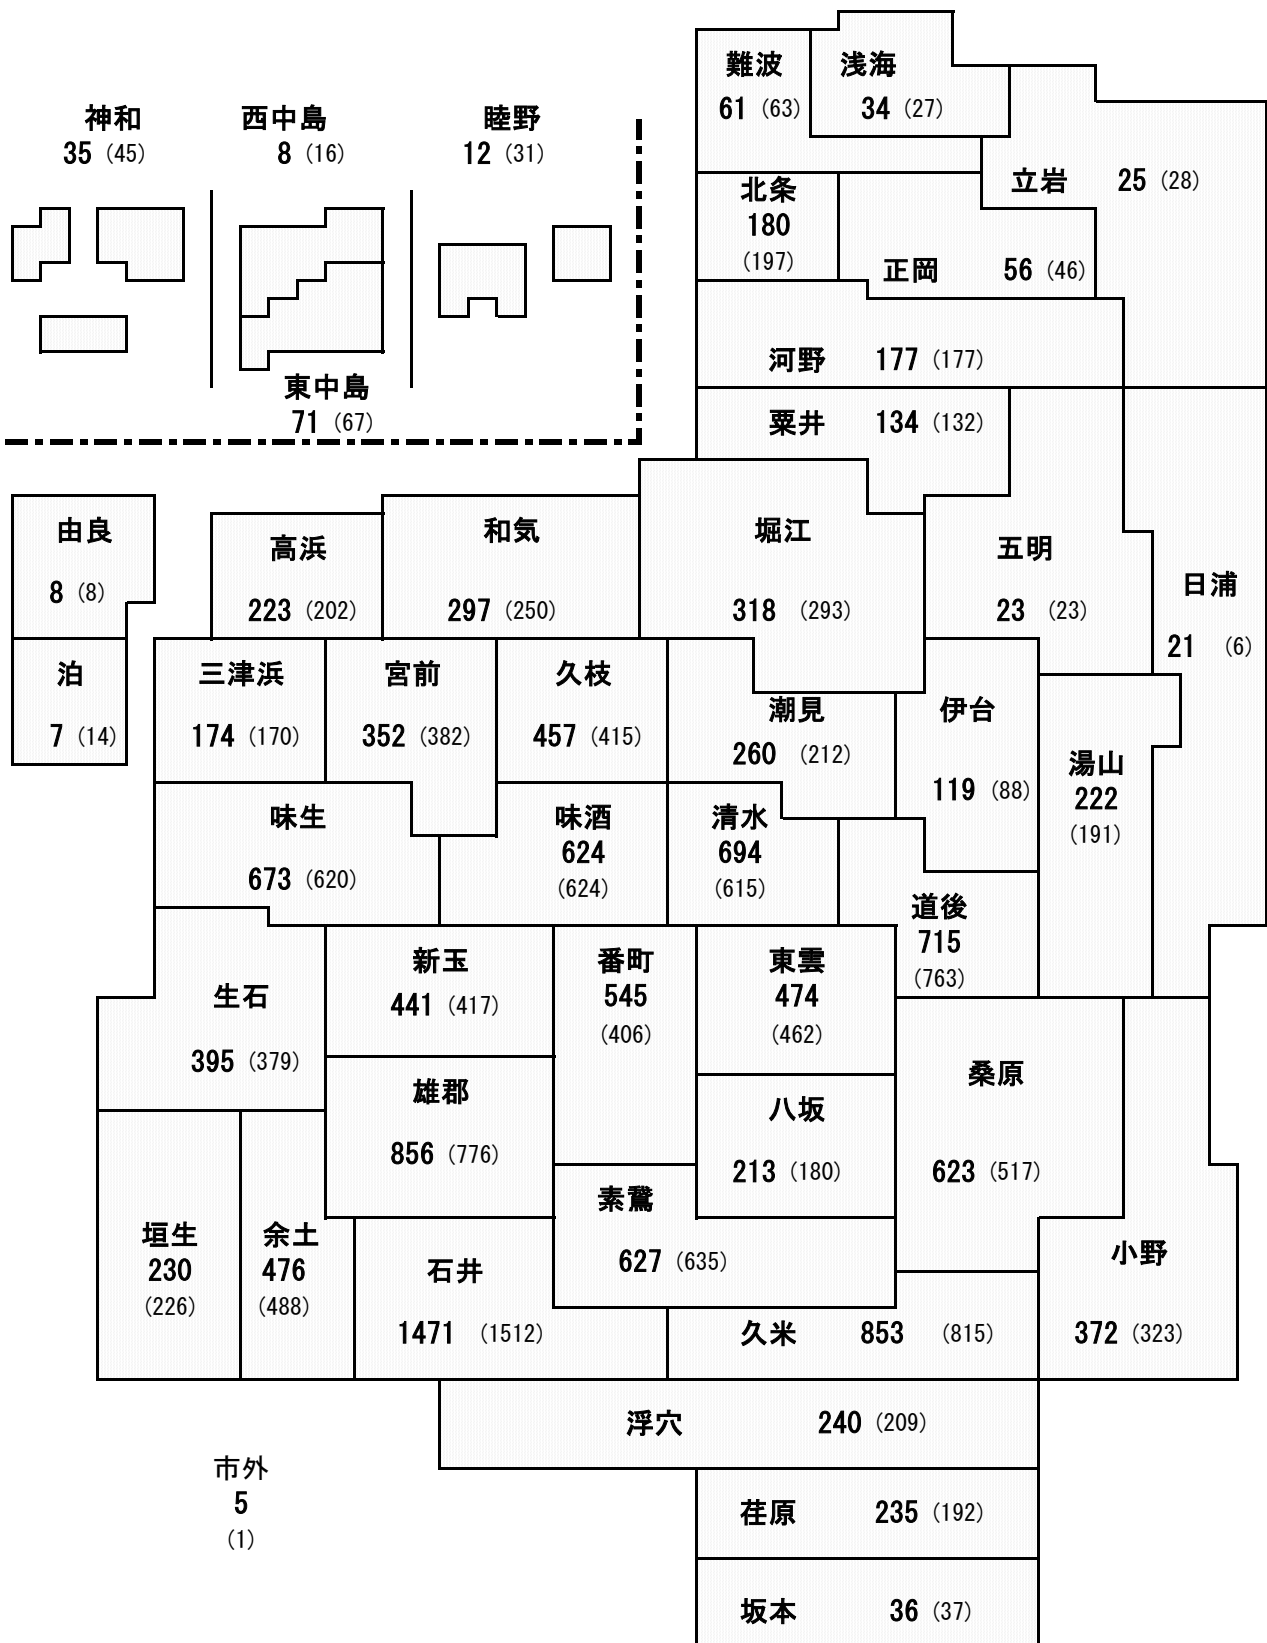 難波
61（63）
浅海
34（27）
神和
35（45）
西中島
8（16）
睦野
12（31）
立岩 25（28）
北条
180
（197）
正岡 56（46）
河野 177（177）
東中島
71（67）
粟井 134（132）
由良
8（8）
高浜
223（202）
和気
297（250）
堀江
318（293）
五明
23（23）
日浦
21（6）
泊
7（14）
三津浜
174（170）
宮前
352（382）
久枝
457（415）
潮見
260（212）
伊台
119（88）
湯山
222
（191）
味生
673（620）
味酒
624
（624）
清水
694
（615）
道後
715
（763）
生石
395（379）
新玉
441（417）
番町
545
（406）
東雲
474
（462）
桑原
623（517）
雄郡
856（776）
八坂
213（180）
素鵞
627（635）
垣生
230
（226）
余土
476
（488）
石井
1471（1512）
久米 853（815）
小野
372（323）
浮穴 240（209）
市外
5
（1）
荏原 235（192）
坂本 36（37）